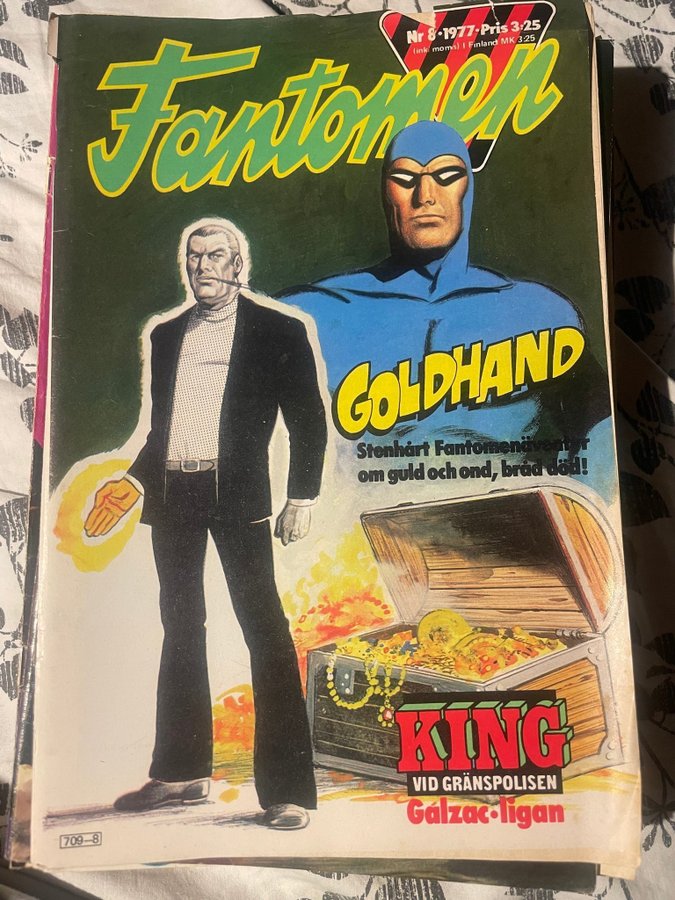 Nr 8·1977·Pris 3:25
(inkl moms) I Finland MK 3:25
Fantomen
GOLDHAND
Stenhårt Fantomenäventyr
om guld och ond, bråd död!
KING
VID GRÄNSPOLISEN
Galzac·ligan
709–8